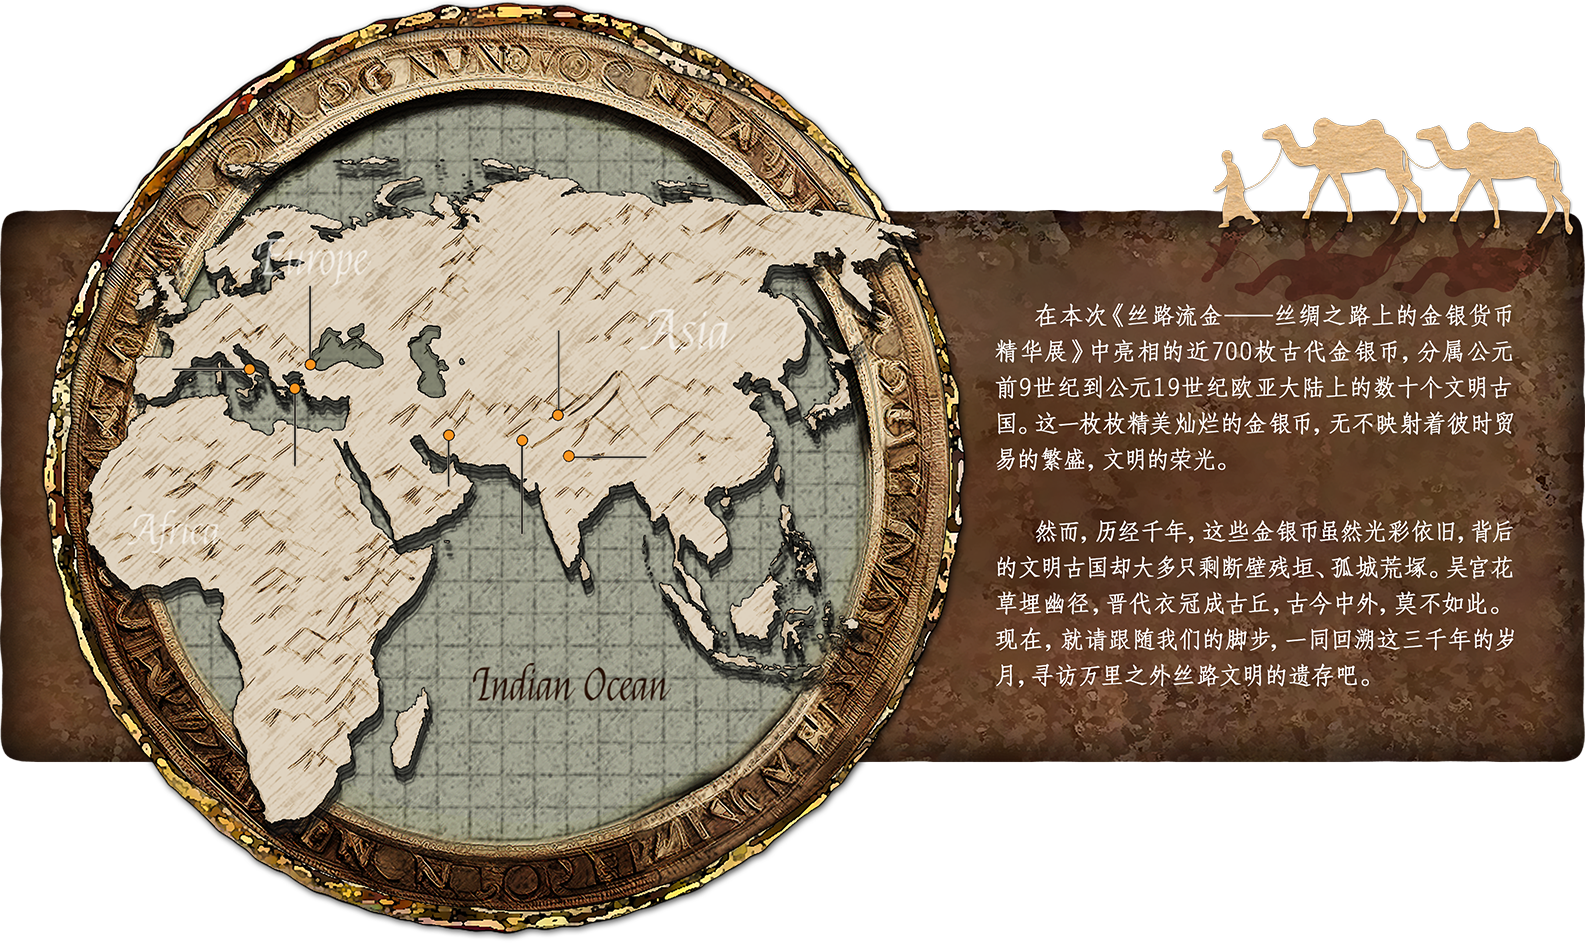 Europe
Asia
Africa
Indian Ocean
在本次《丝路流金——丝绸之路上的金银货币
精华展》中亮相的近700枚古代金银币，分属公元
前9世纪到公元19世纪欧亚大陆上的数十个文明古
国。这一枚枚精美灿烂的金银币，无不映射着彼时贸
易的繁盛，文明的荣光。
然而，历经千年，这些金银币虽然光彩依旧，背后
的文明古国却大多只剩断壁残垣、孤城荒塚。吴宫花
草埋幽径，晋代衣冠成古丘，古今中外，莫不如此。
现在，就请跟随我们的脚步，一同回溯这三千年的岁
月，寻访万里之外丝路文明的遗存吧。